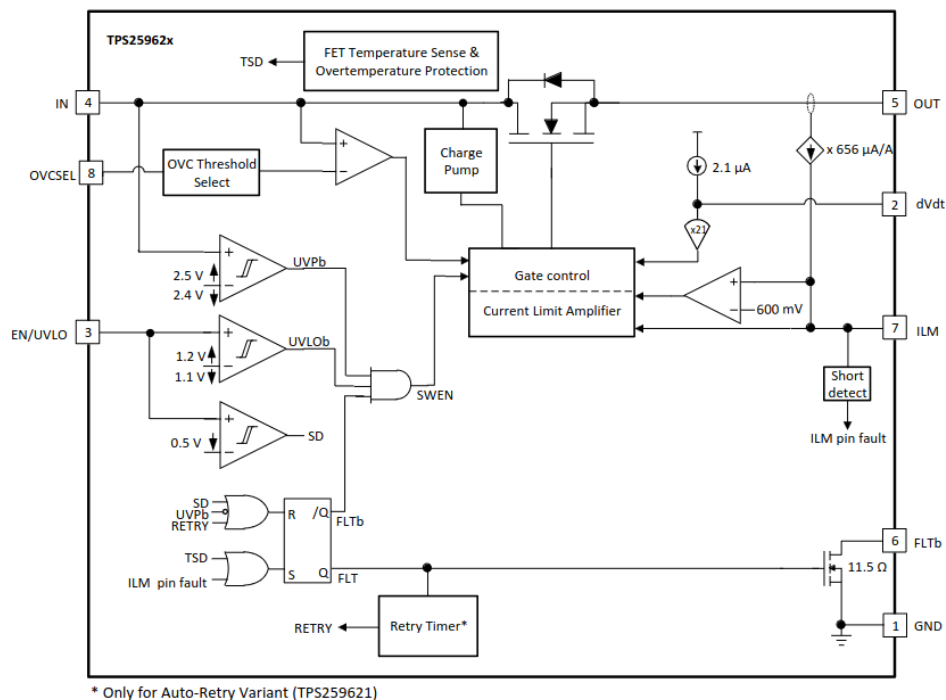 TPS25962x
FET Temperature Sense &
Overtemperature Protection
TSD
IN
4
5
OUT
OVCSEL
8
OVC Threshold
Select
+
−
Charge
Pump
2.1 µA
x 656 µA/A
2
dVdt
x21
UVPb
+
−
2.5 V
2.4 V
Gate control
Current Limit Amplifier
+
−
600 mV
EN/UVLO
3
7
ILM
UVLOb
+
−
1.2 V
1.1 V
SWEN
Short
detect
ILM pin fault
+
−
0.5 V
SD
SD
UVPb
RETRY
R
/Q
FLTb
TSD
ILM pin fault
S
Q
FLT
6
FLTb
11.5 Ω
RETRY
Retry Timer*
1
GND
* Only for Auto-Retry Variant (TPS259621)